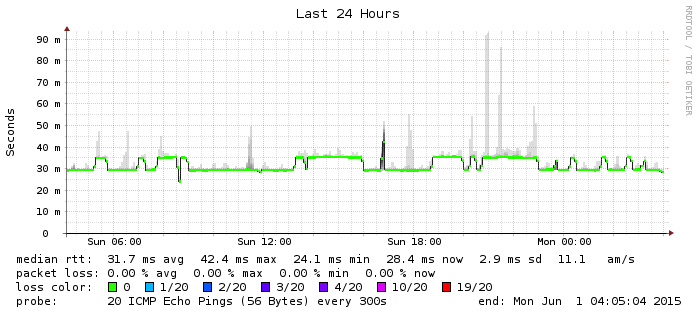 Last 24 Hours
RRDTOOL / TOBI OETIKER
Seconds
90 m
80 m
70 m
60 m
50 m
40 m
30 m
20 m
10 m
0
Sun 06:00 Sun 12:00 Sun 18:00 Mon 00:00
median rtt: 31.7 ms avg 42.4 ms max 24.1 ms min 28.4 ms now 2.9 ms sd 11.1 am/s
packet loss: 0.00 % avg 0.00 % max 0.00 % min 0.00 % now
loss color: 0 1/20 2/20 3/20 4/20 10/20 19/20
probe: 20 ICMP Echo Pings (56 Bytes) every 300s end: Mon Jun 1 04:05:04 2015